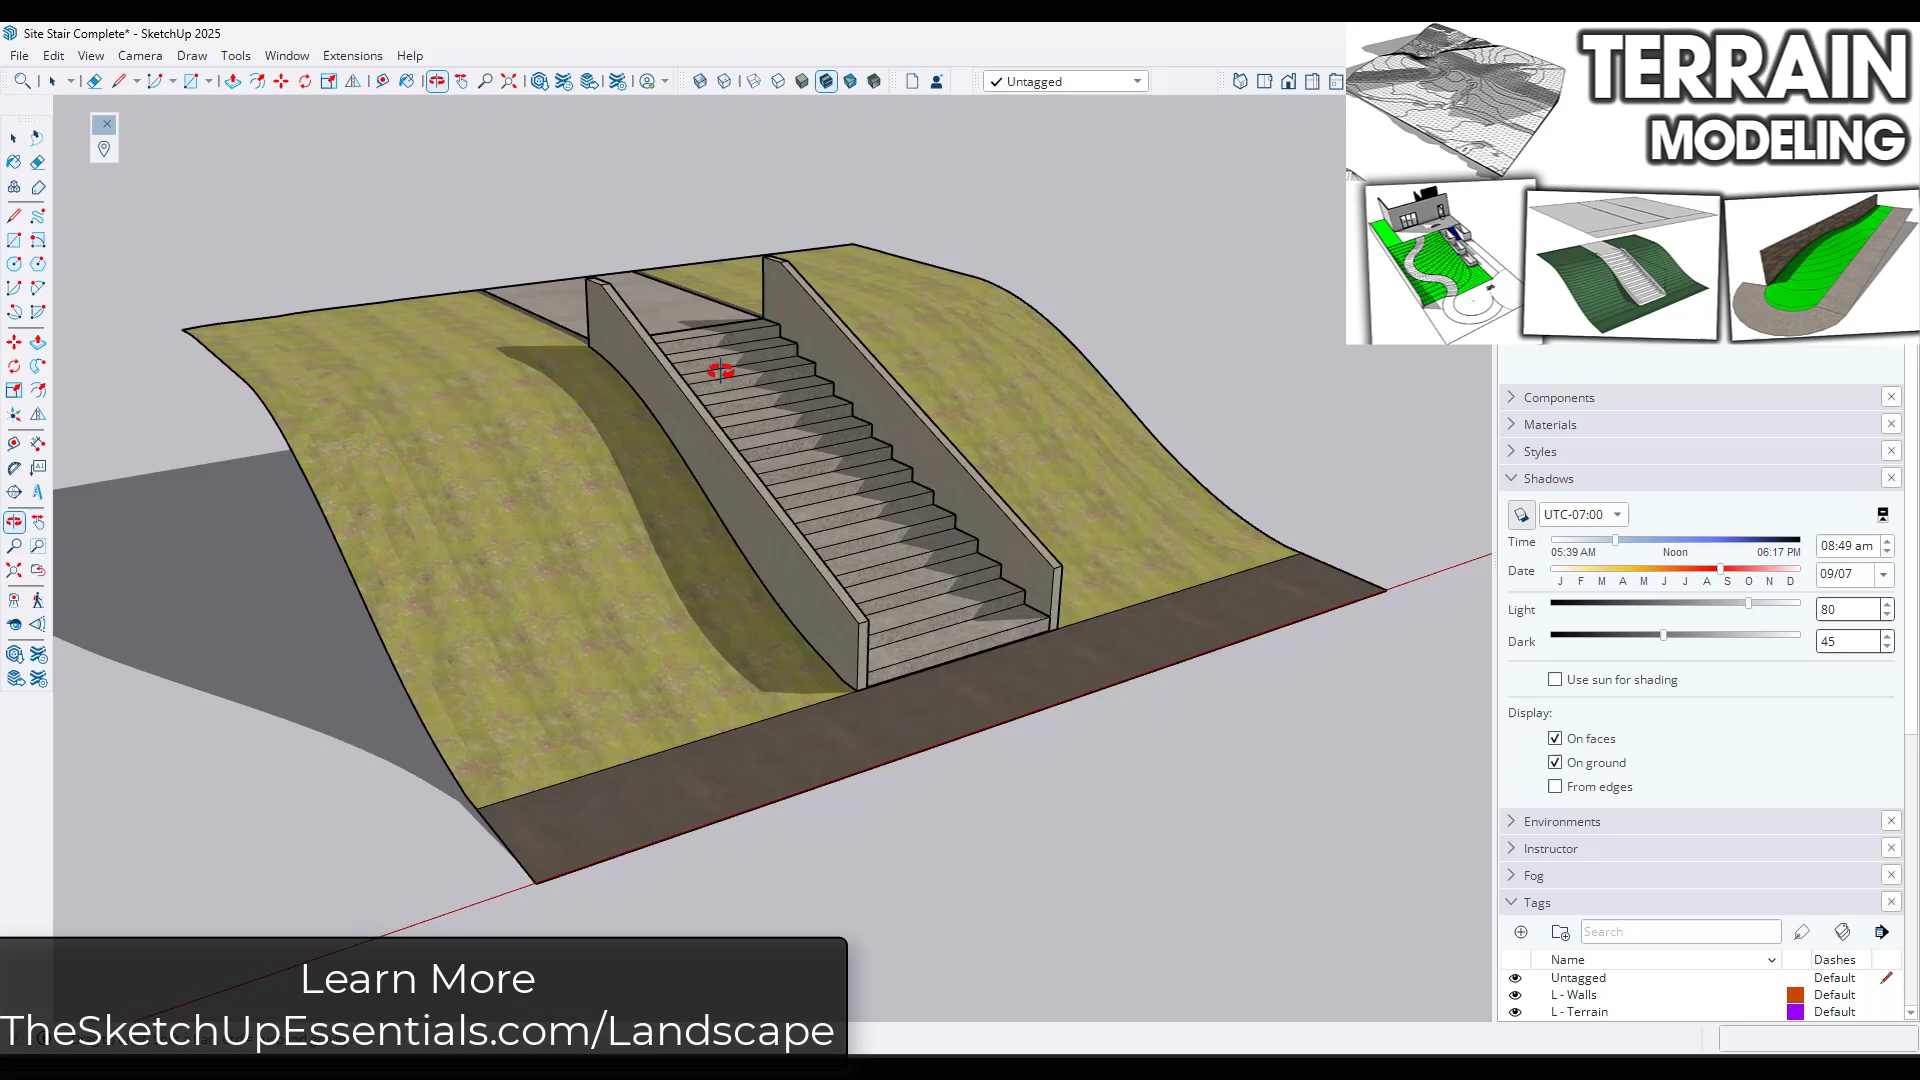 Site Stair Complete* - SketchUp 2025
File Edit View Camera Draw Tools Window Extensions Help
Untagged
TERRAIN
MODELING
Components
Materials
Styles
Shadows
UTC-07:00
Time
05:39 AM Noon 06:17 PM
08:49 am
Date
J F M A M J J A S O N D
09/07
Light 80
Dark 45
Use sun for shading
Display:
On faces
On ground
From edges
Environments
Instructor
Fog
Tags
Search
Name Dashes
Untagged Default
L - Walls Default
L - Terrain Default
Learn More
TheSketchUpEssentials.com/Landscape